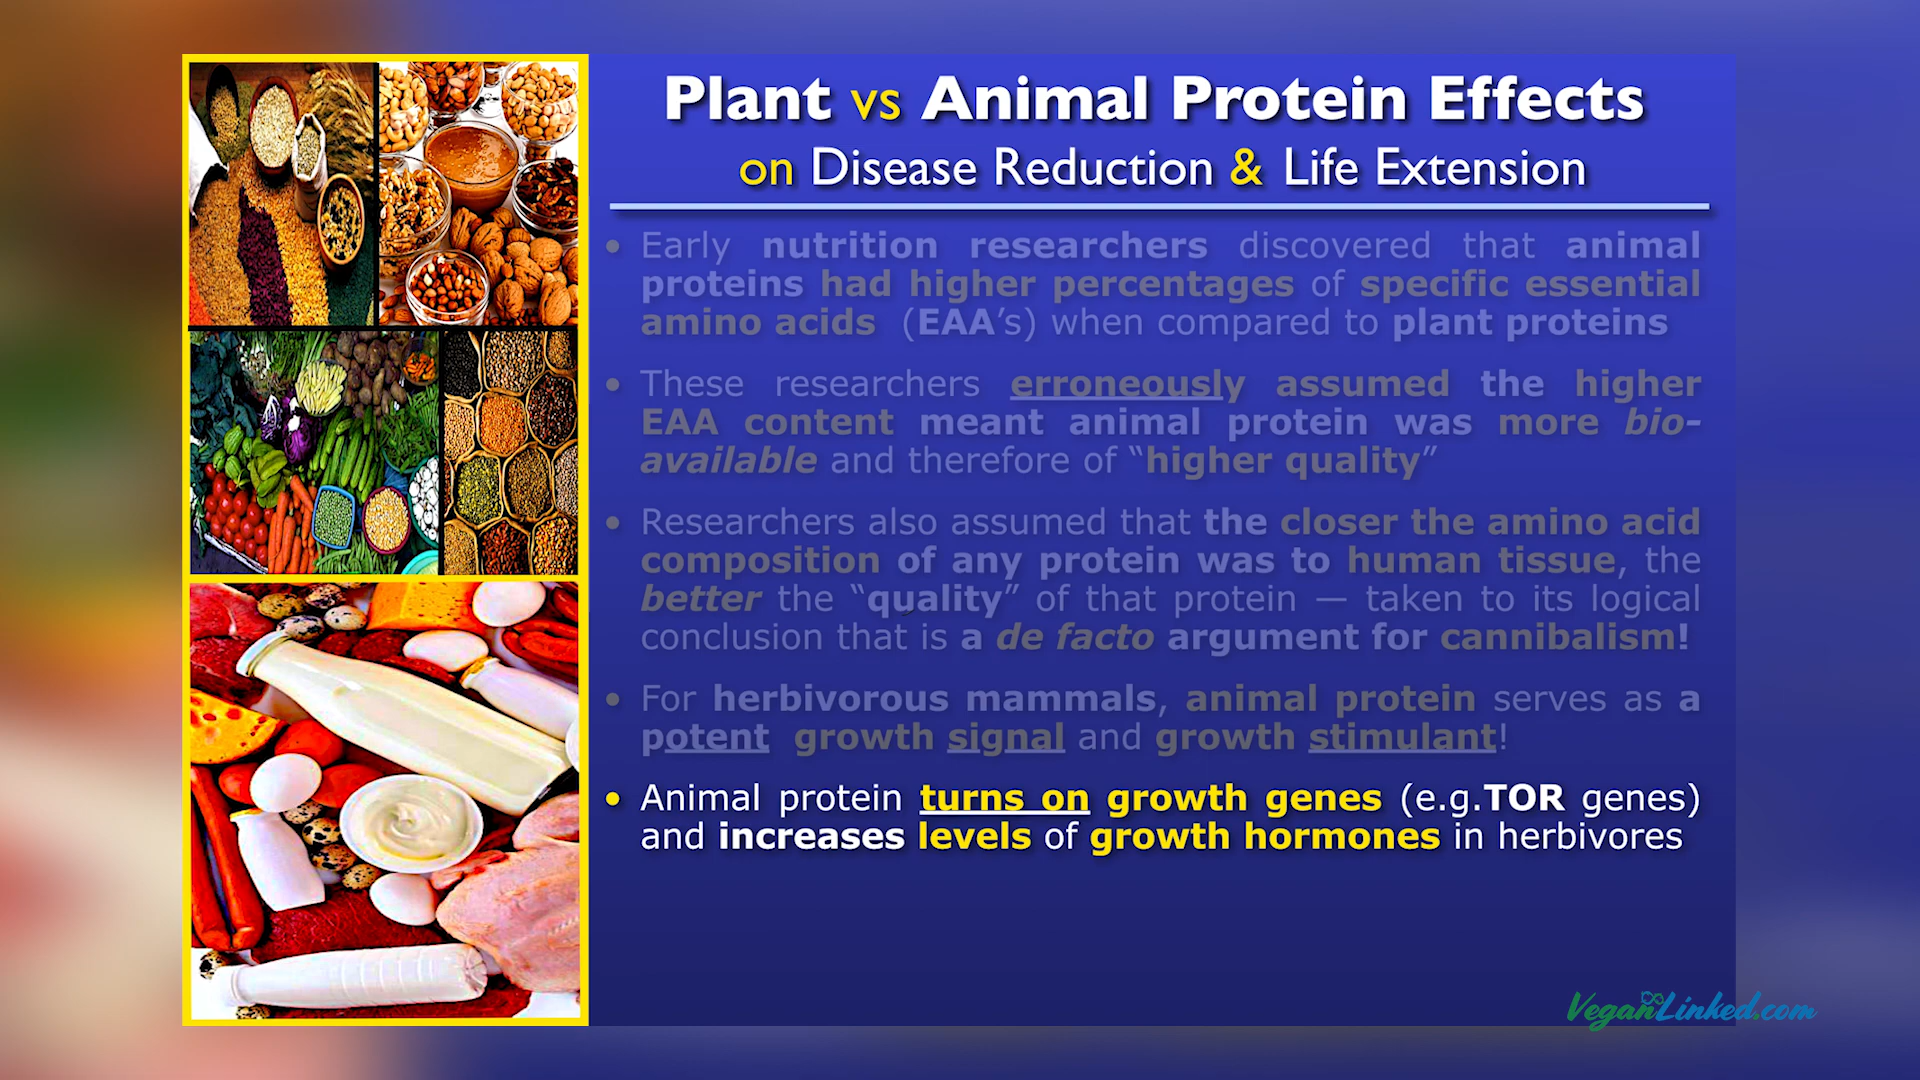 Plant vs Animal Protein Effects
on Disease Reduction & Life Extension
• Early nutrition researchers discovered that animal
proteins had higher percentages of specific essential
amino acids (EAA’s) when compared to plant proteins
• These researchers erroneously assumed the higher
EAA content meant animal protein was more bio-
available and therefore of “higher quality”
• Researchers also assumed that the closer the amino acid
composition of any protein was to human tissue, the
better the “quality” of that protein — taken to its logical
conclusion that is a de facto argument for cannibalism!
• For herbivorous mammals, animal protein serves as a
potent growth signal and growth stimulant!
• Animal protein turns on growth genes (e.g.TOR genes)
and increases levels of growth hormones in herbivores
VeganLinked.com